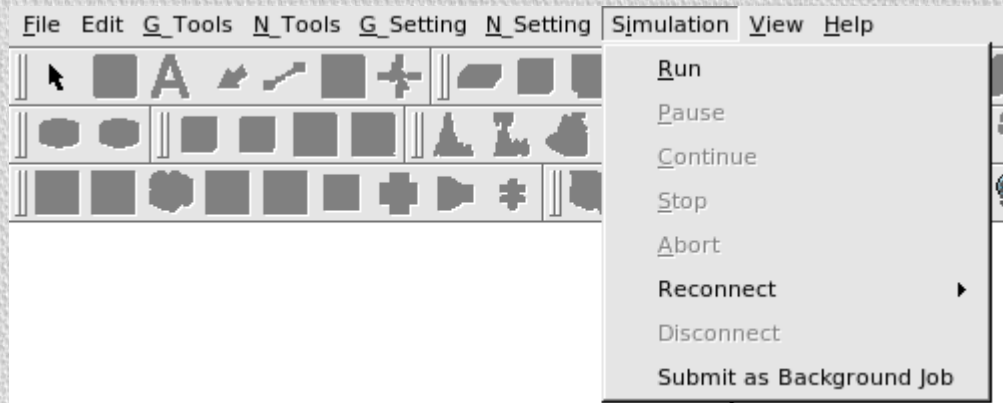 File Edit G_Tools N_Tools G_Setting N_Setting Simulation View Help
Run
Pause
Continue
Stop
Abort
Reconnect
Disconnect
Submit as Background Job